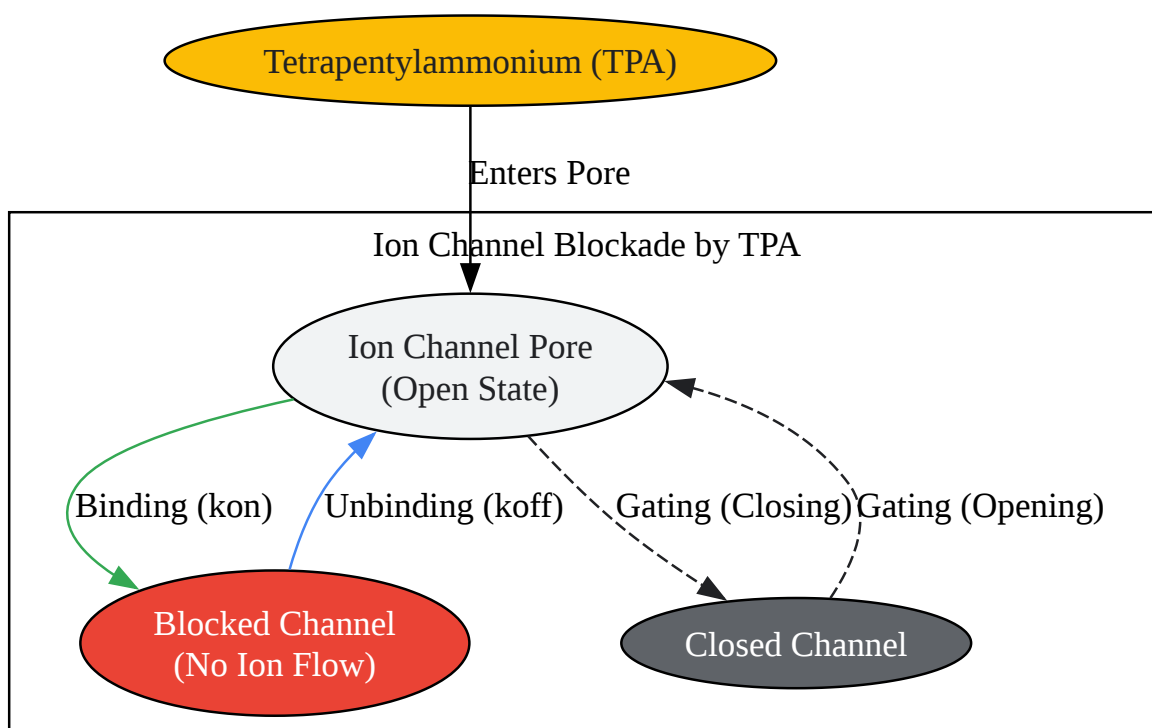 Tetrapentylammonium (TPA)
Enters Pore
Ion Channel Blockade by TPA
Ion Channel Pore
(Open State)
Binding (kon)
Unbinding (koff)
Gating (Closing)
Gating (Opening)
Blocked Channel
(No Ion Flow)
Closed Channel